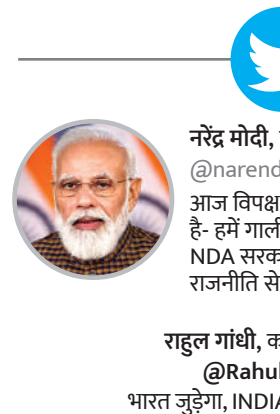 नरेंद्र मोदी,
@narend
आज विपक्ष
है- हमें गाली
NDA सरक
राजनीति से
राहुल गांधी, क
@Rahul
भारत जुड़ेगा, INDIA